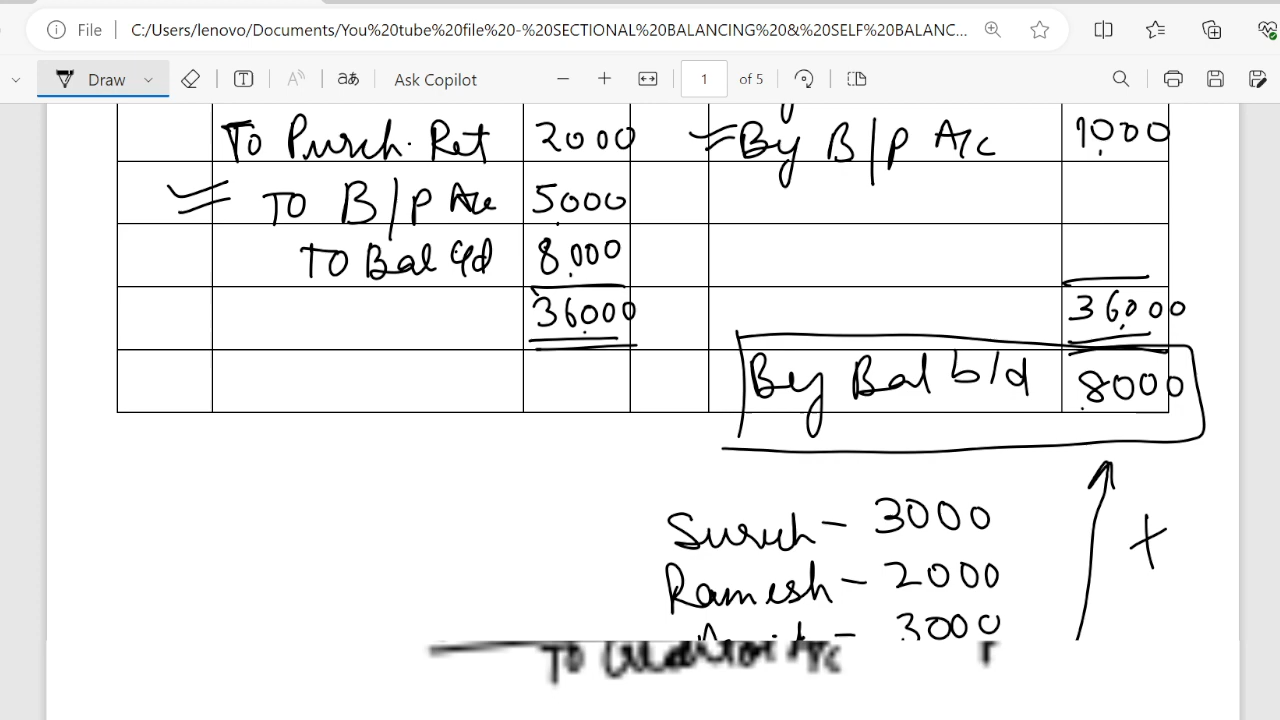 File C:/Users/lenovo/Documents/You%20tube%20file%20-%20SECTIONAL%20BALANCING%20&%20SELF%20BALANC...
Draw Ask Copilot 1 of 5
To Purch. Ret 2000 By B/P A/c 1000
To B/P A/c 5000
To Bal c/d 8000
36000 36000
By Bal b/d 8000
Suresh - 3000
Ramesh - 2000
- 3000
To